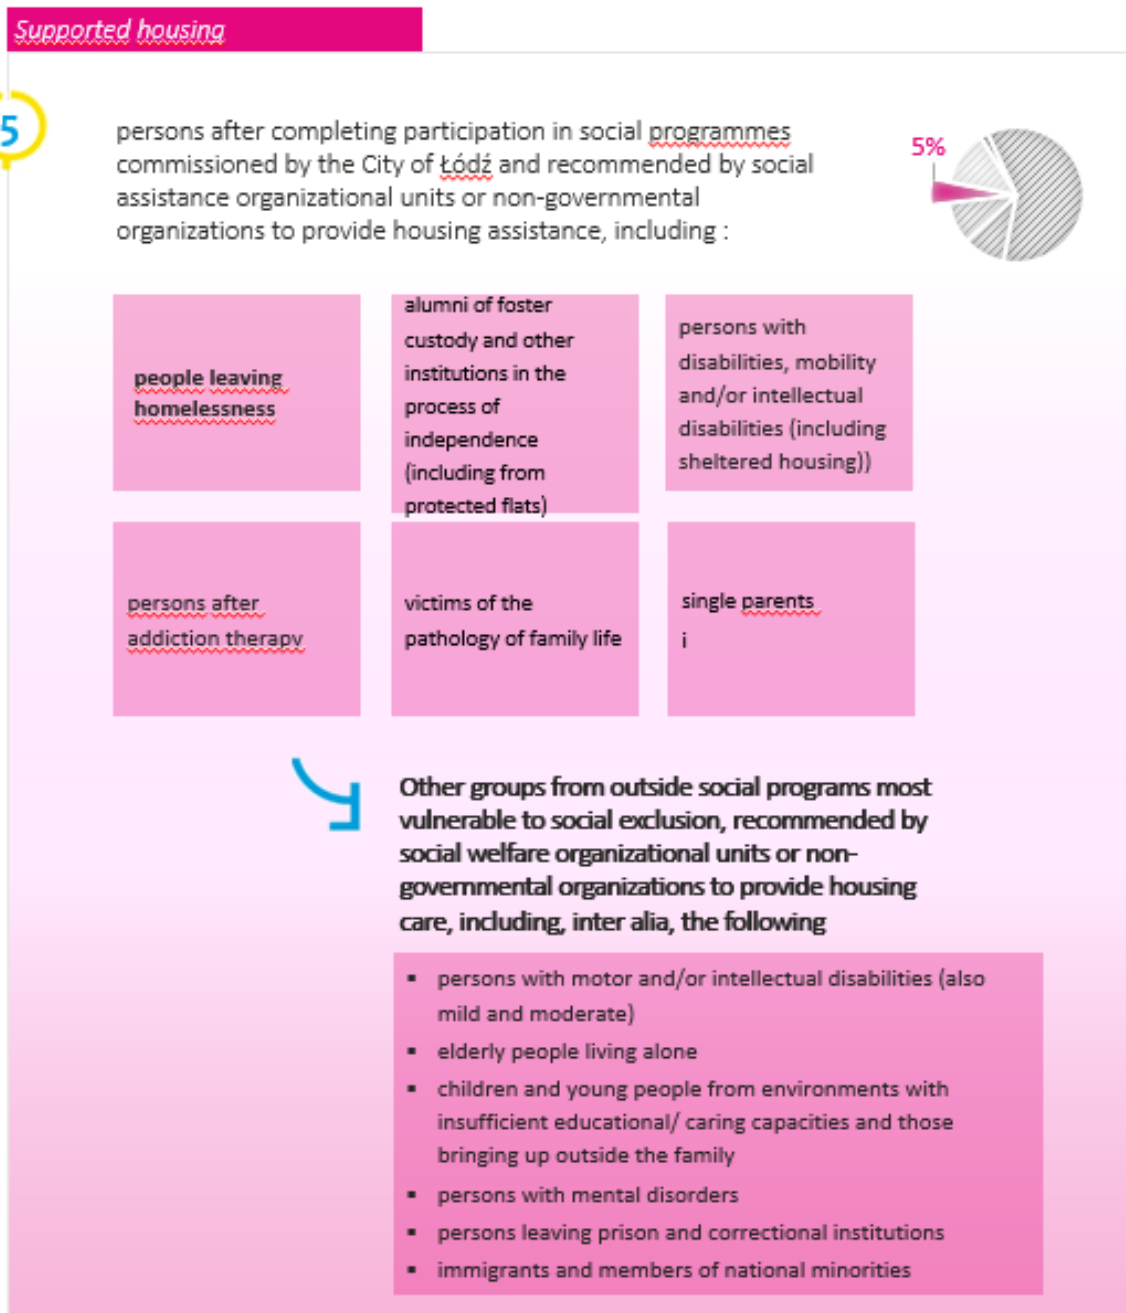 Supported housing
5
persons after completing participation in social programmes
commissioned by the City of Łódź and recommended by social
assistance organizational units or non-governmental
organizations to provide housing assistance, including :
5%
people leaving
homelessness
alumni of foster
custody and other
institutions in the
process of
independence
(including from
protected flats)
persons with
disabilities, mobility
and/or intellectual
disabilities (including
sheltered housing))
persons after
addiction therapy
victims of the
pathology of family life
single parents
i
Other groups from outside social programs most
vulnerable to social exclusion, recommended by
social welfare organizational units or non-
governmental organizations to provide housing
care, including, inter alia, the following
▪ persons with motor and/or intellectual disabilities (also
mild and moderate)
▪ elderly people living alone
▪ children and young people from environments with
insufficient educational/ caring capacities and those
bringing up outside the family
▪ persons with mental disorders
▪ persons leaving prison and correctional institutions
▪ immigrants and members of national minorities